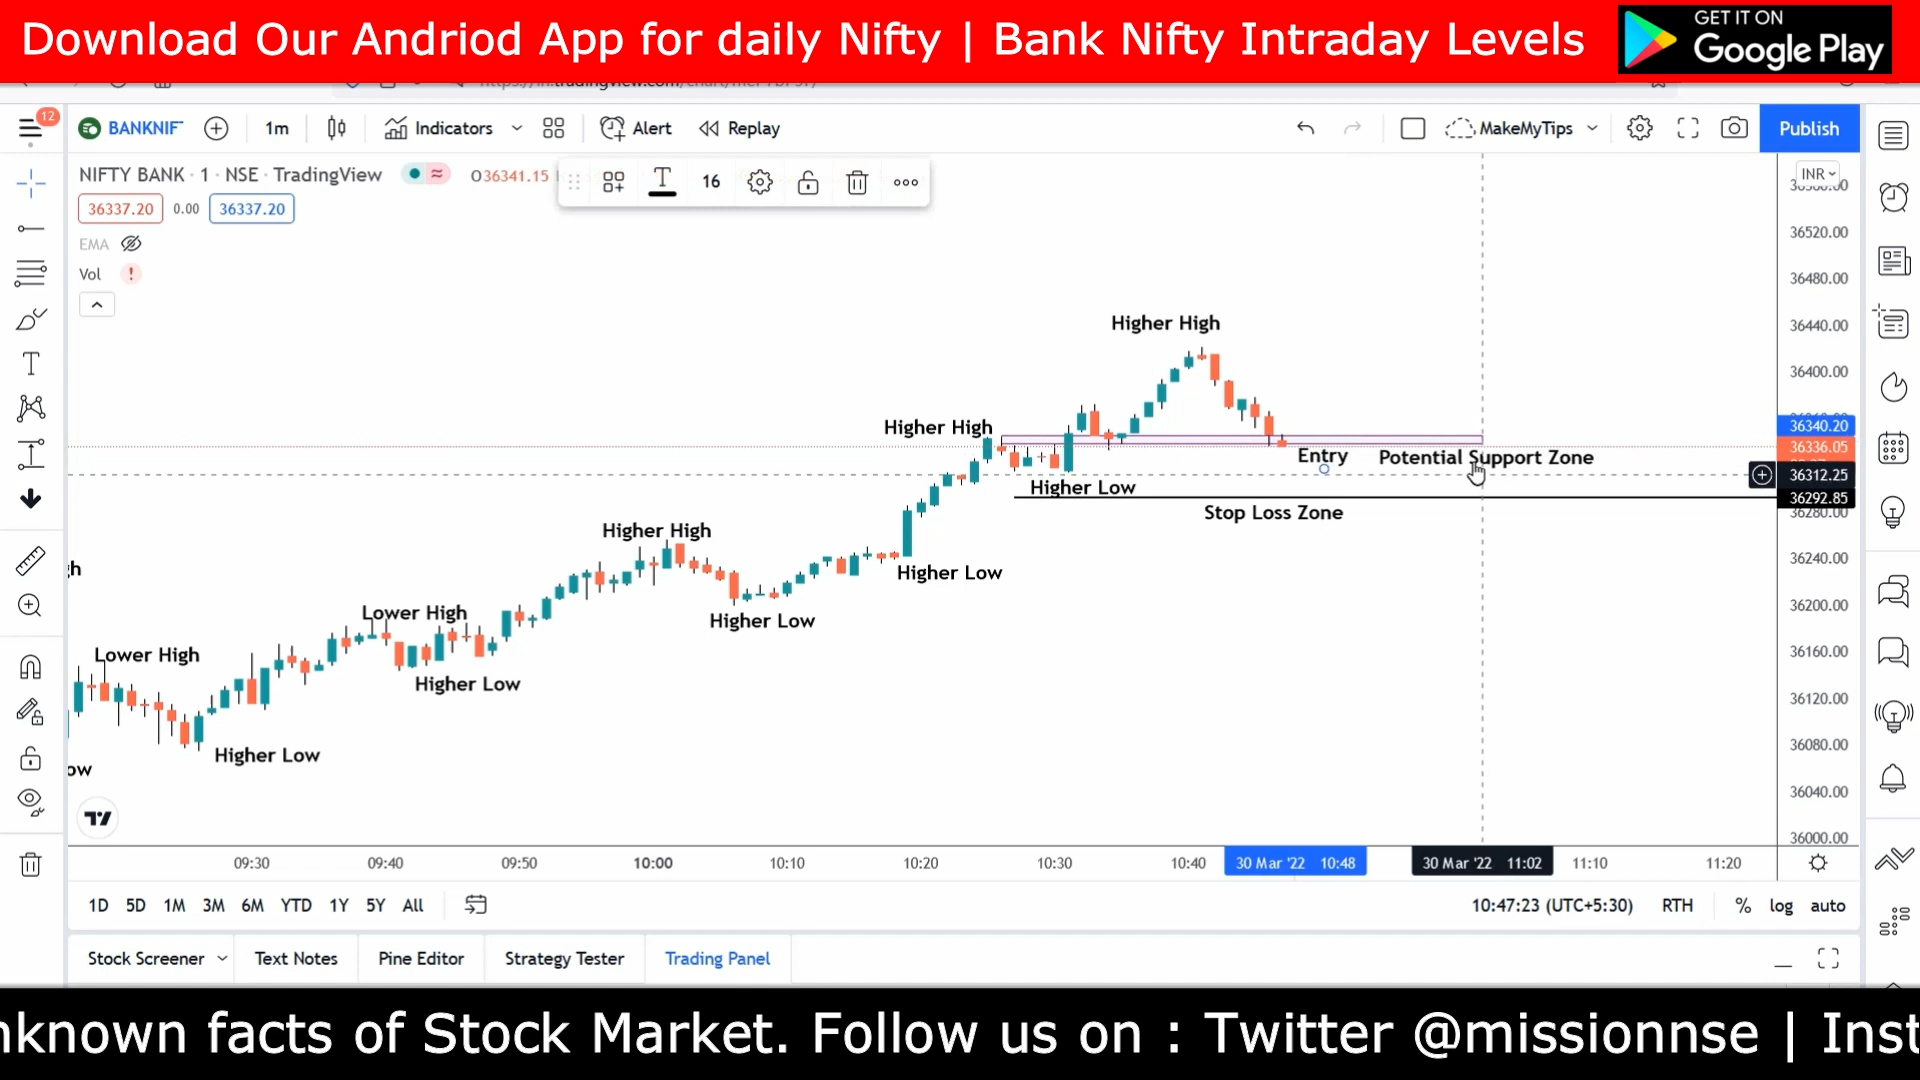 Download Our Andriod App for daily Nifty | Bank Nifty Intraday Levels
GET IT ON
Google Play
12
BANKNIF
1m
Indicators
Alert
Replay
MakeMyTips
Publish
NIFTY BANK · 1 · NSE · TradingView
O36341.15
16
INR
36337.20
0.00
36337.20
EMA
Vol
!
36520.00
36480.00
36440.00
36400.00
36340.20
36336.05
36312.25
36292.85
36280.00
36240.00
36200.00
36160.00
36120.00
36080.00
36040.00
36000.00
Higher High
Higher High
Entry
Potential Support Zone
Higher Low
Stop Loss Zone
Higher High
Higher Low
Higher Low
Lower High
Lower High
Higher Low
Higher Low
09:30
09:40
09:50
10:00
10:10
10:20
10:30
10:40
30 Mar '22 10:48
30 Mar '22 11:02
11:10
11:20
1D
5D
1M
3M
6M
YTD
1Y
5Y
All
10:47:23 (UTC+5:30)
RTH
%
log
auto
Stock Screener
Text Notes
Pine Editor
Strategy Tester
Trading Panel
nknown facts of Stock Market. Follow us on : Twitter @missionnse | Inst